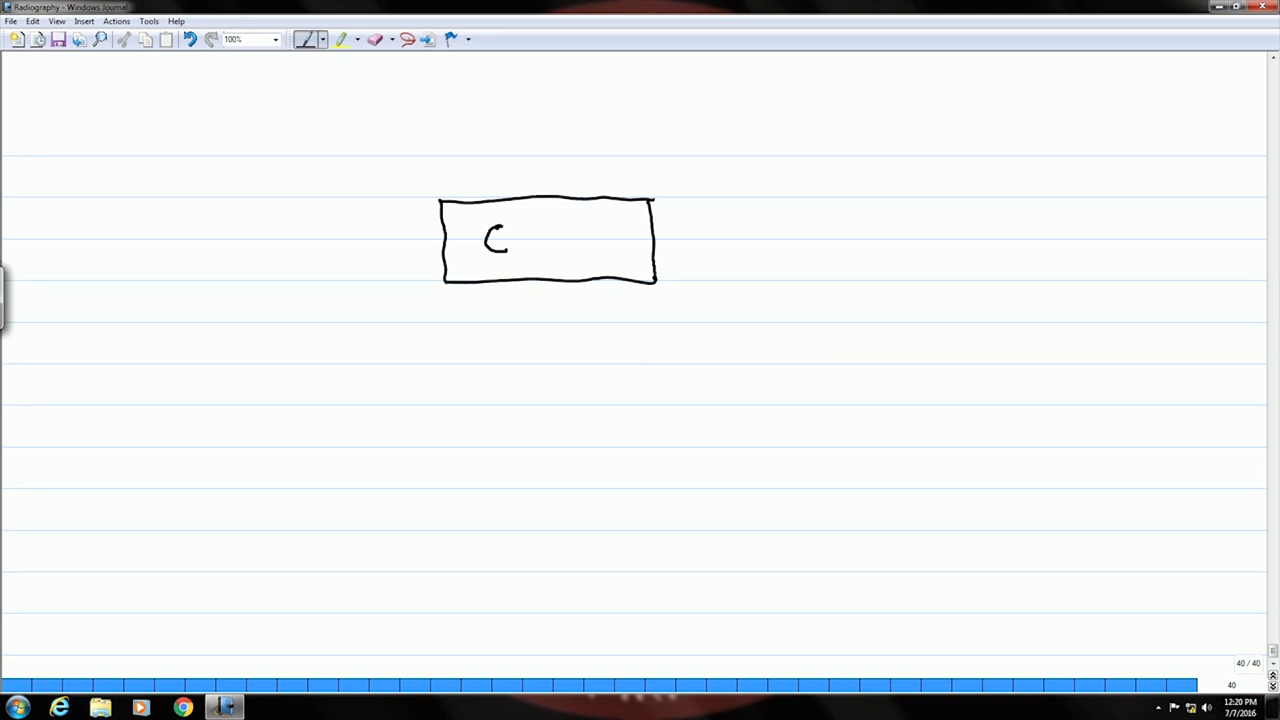 Radiography - Windows Journal
File Edit View Insert Actions Tools Help
100%
C
40 / 40
40
12:20 PM
7/7/2016